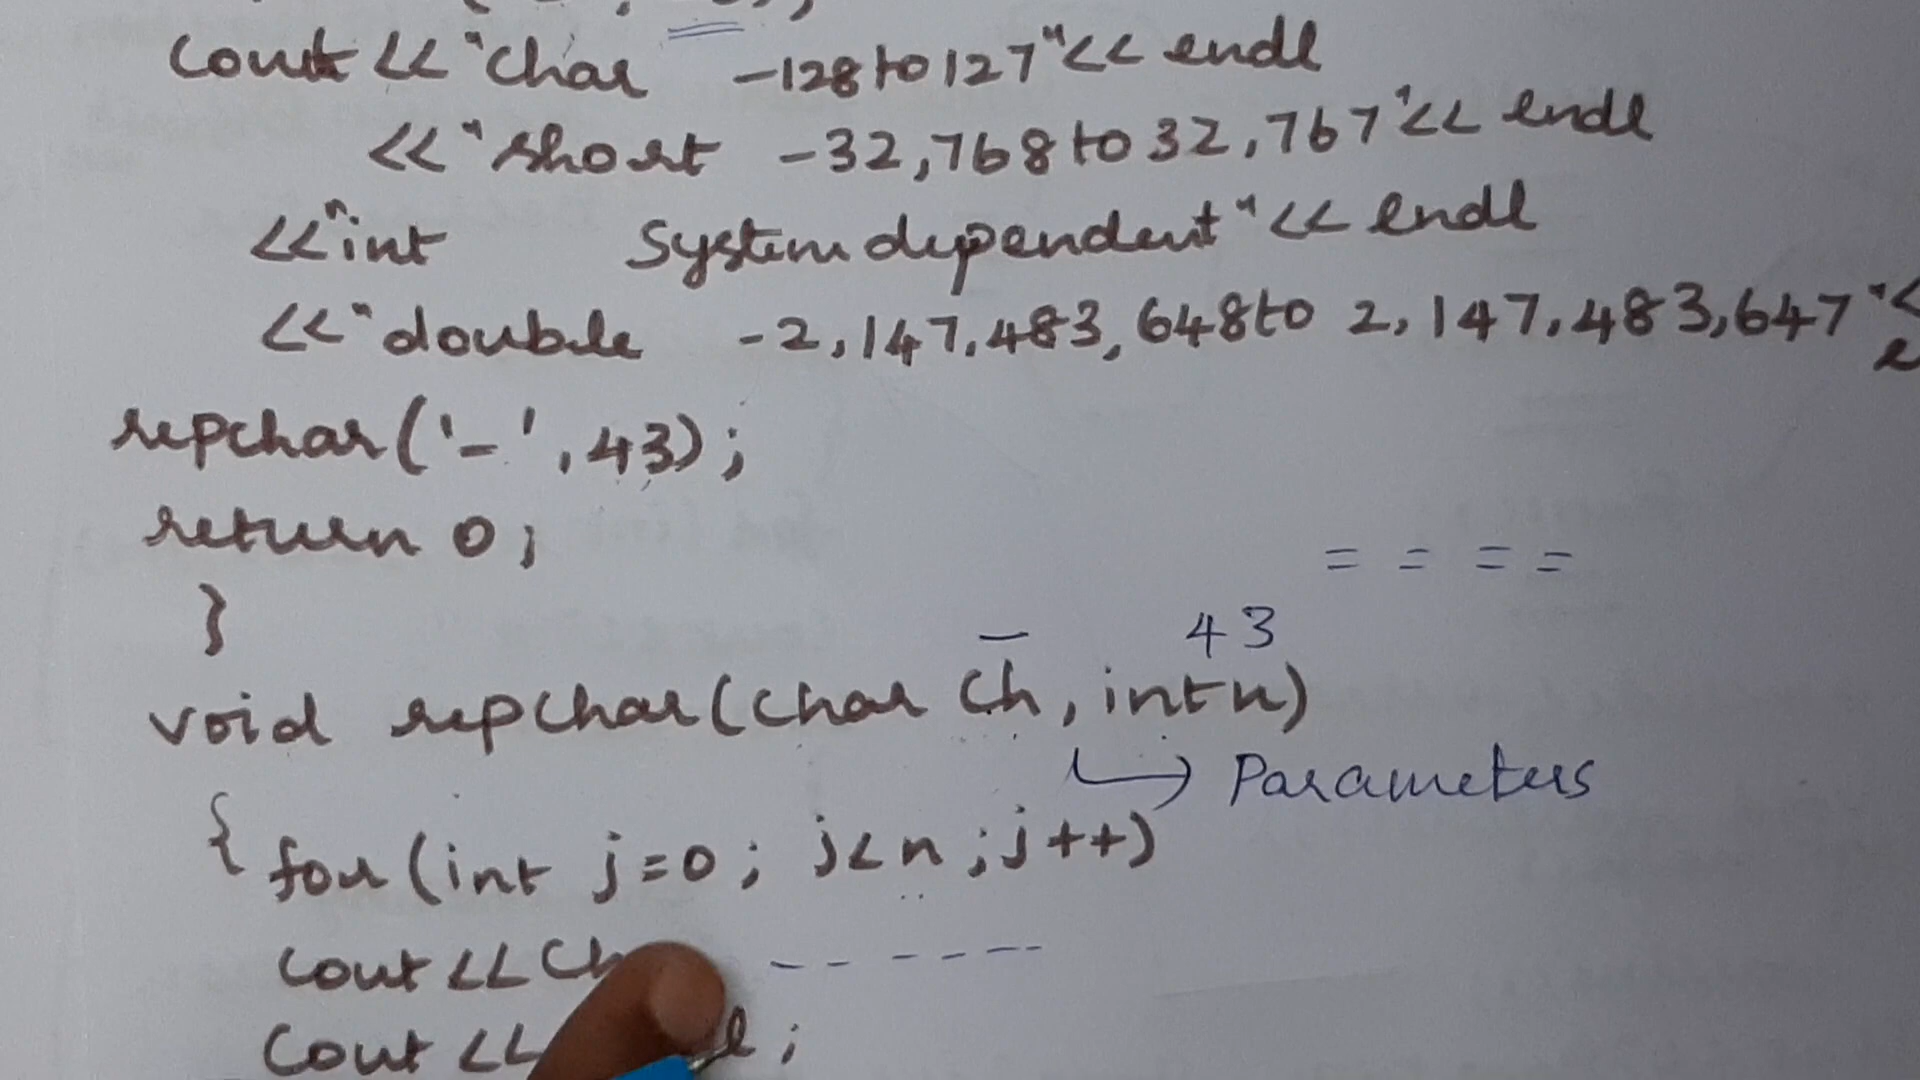 cout << "char -128 to 127" << endl
<< "short -32,768 to 32,767" << endl
<< "int System dependent" << endl
<< "double -2,147,483,648 to 2,147,483,647" <
repchar('-', 43);
return 0;
= = = =
}
- 43
void repchar(char ch, int n)
↳ Parameters
{ for (int j=0; j<n; j++)
cout << ch - - - - - -
cout << ;